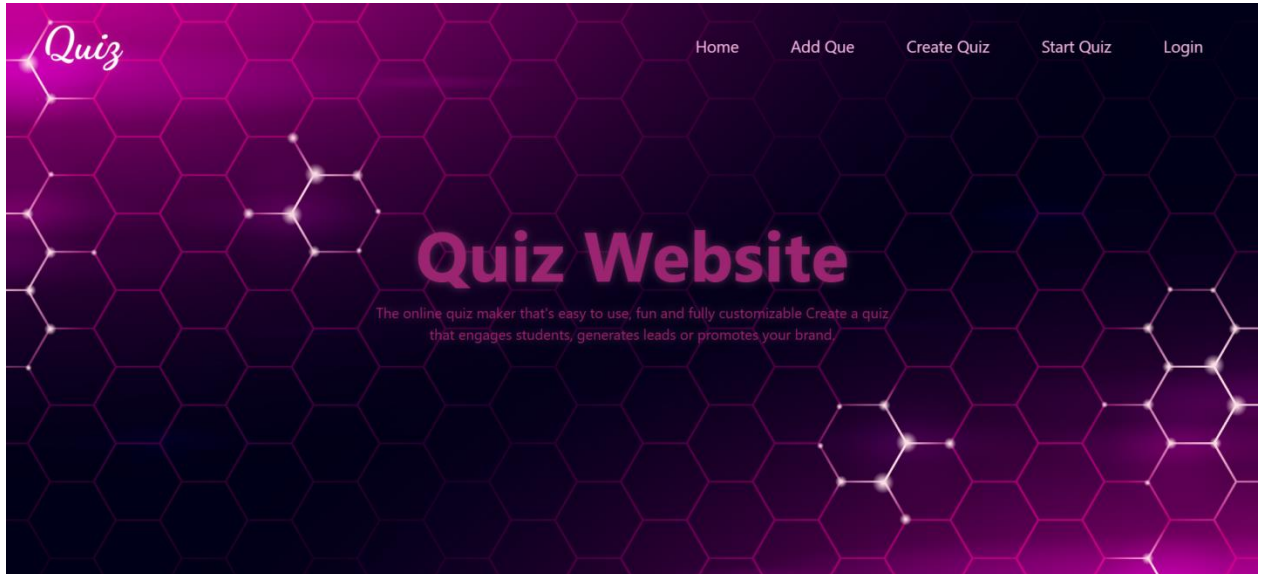 Quiz
Home Add Que Create Quiz Start Quiz Login
Quiz Website
The online quiz maker that's easy to use, fun and fully customizable Create a quiz
that engages students, generates leads or promotes your brand.